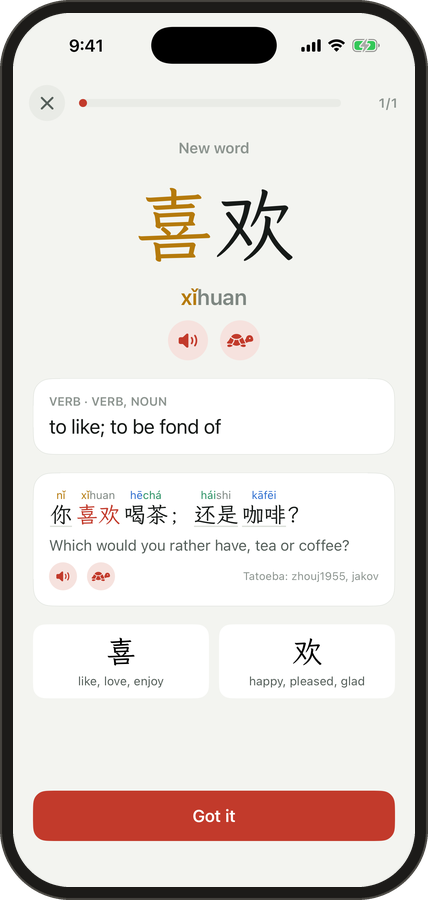 9:41
1/1
New word
喜欢
xǐhuan
VERB · VERB, NOUN
to like; to be fond of
nǐ xǐhuan hēchá háishi kāfēi
你喜欢喝茶；还是咖啡？
Which would you rather have, tea or coffee?
Tatoeba: zhouj1955, jakov
喜 欢
like, love, enjoy happy, pleased, glad
Got it